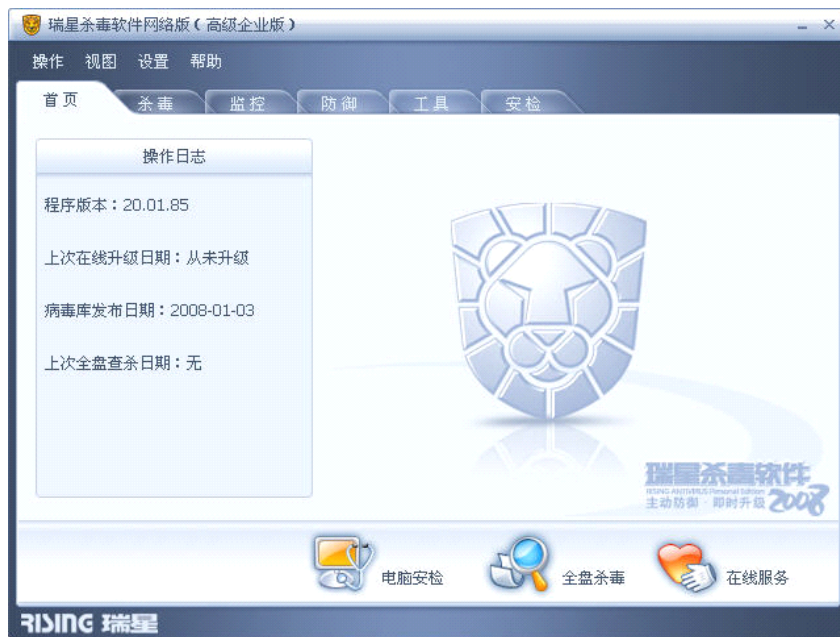 瑞星杀毒软件网络版(高级企业版)
操作 视图 设置 帮助
首页 杀毒 监控 防御 工具 安检
操作日志
程序版本：20.01.85
上次在线升级日期：从未升级
病毒库发布日期：2008-01-03
上次全盘查杀日期：无
瑞星杀毒软件
RISING ANTIVIRUS Personal Edition
主动防御·即时升级 2008
电脑安检 全盘杀毒 在线服务
RISING 瑞星